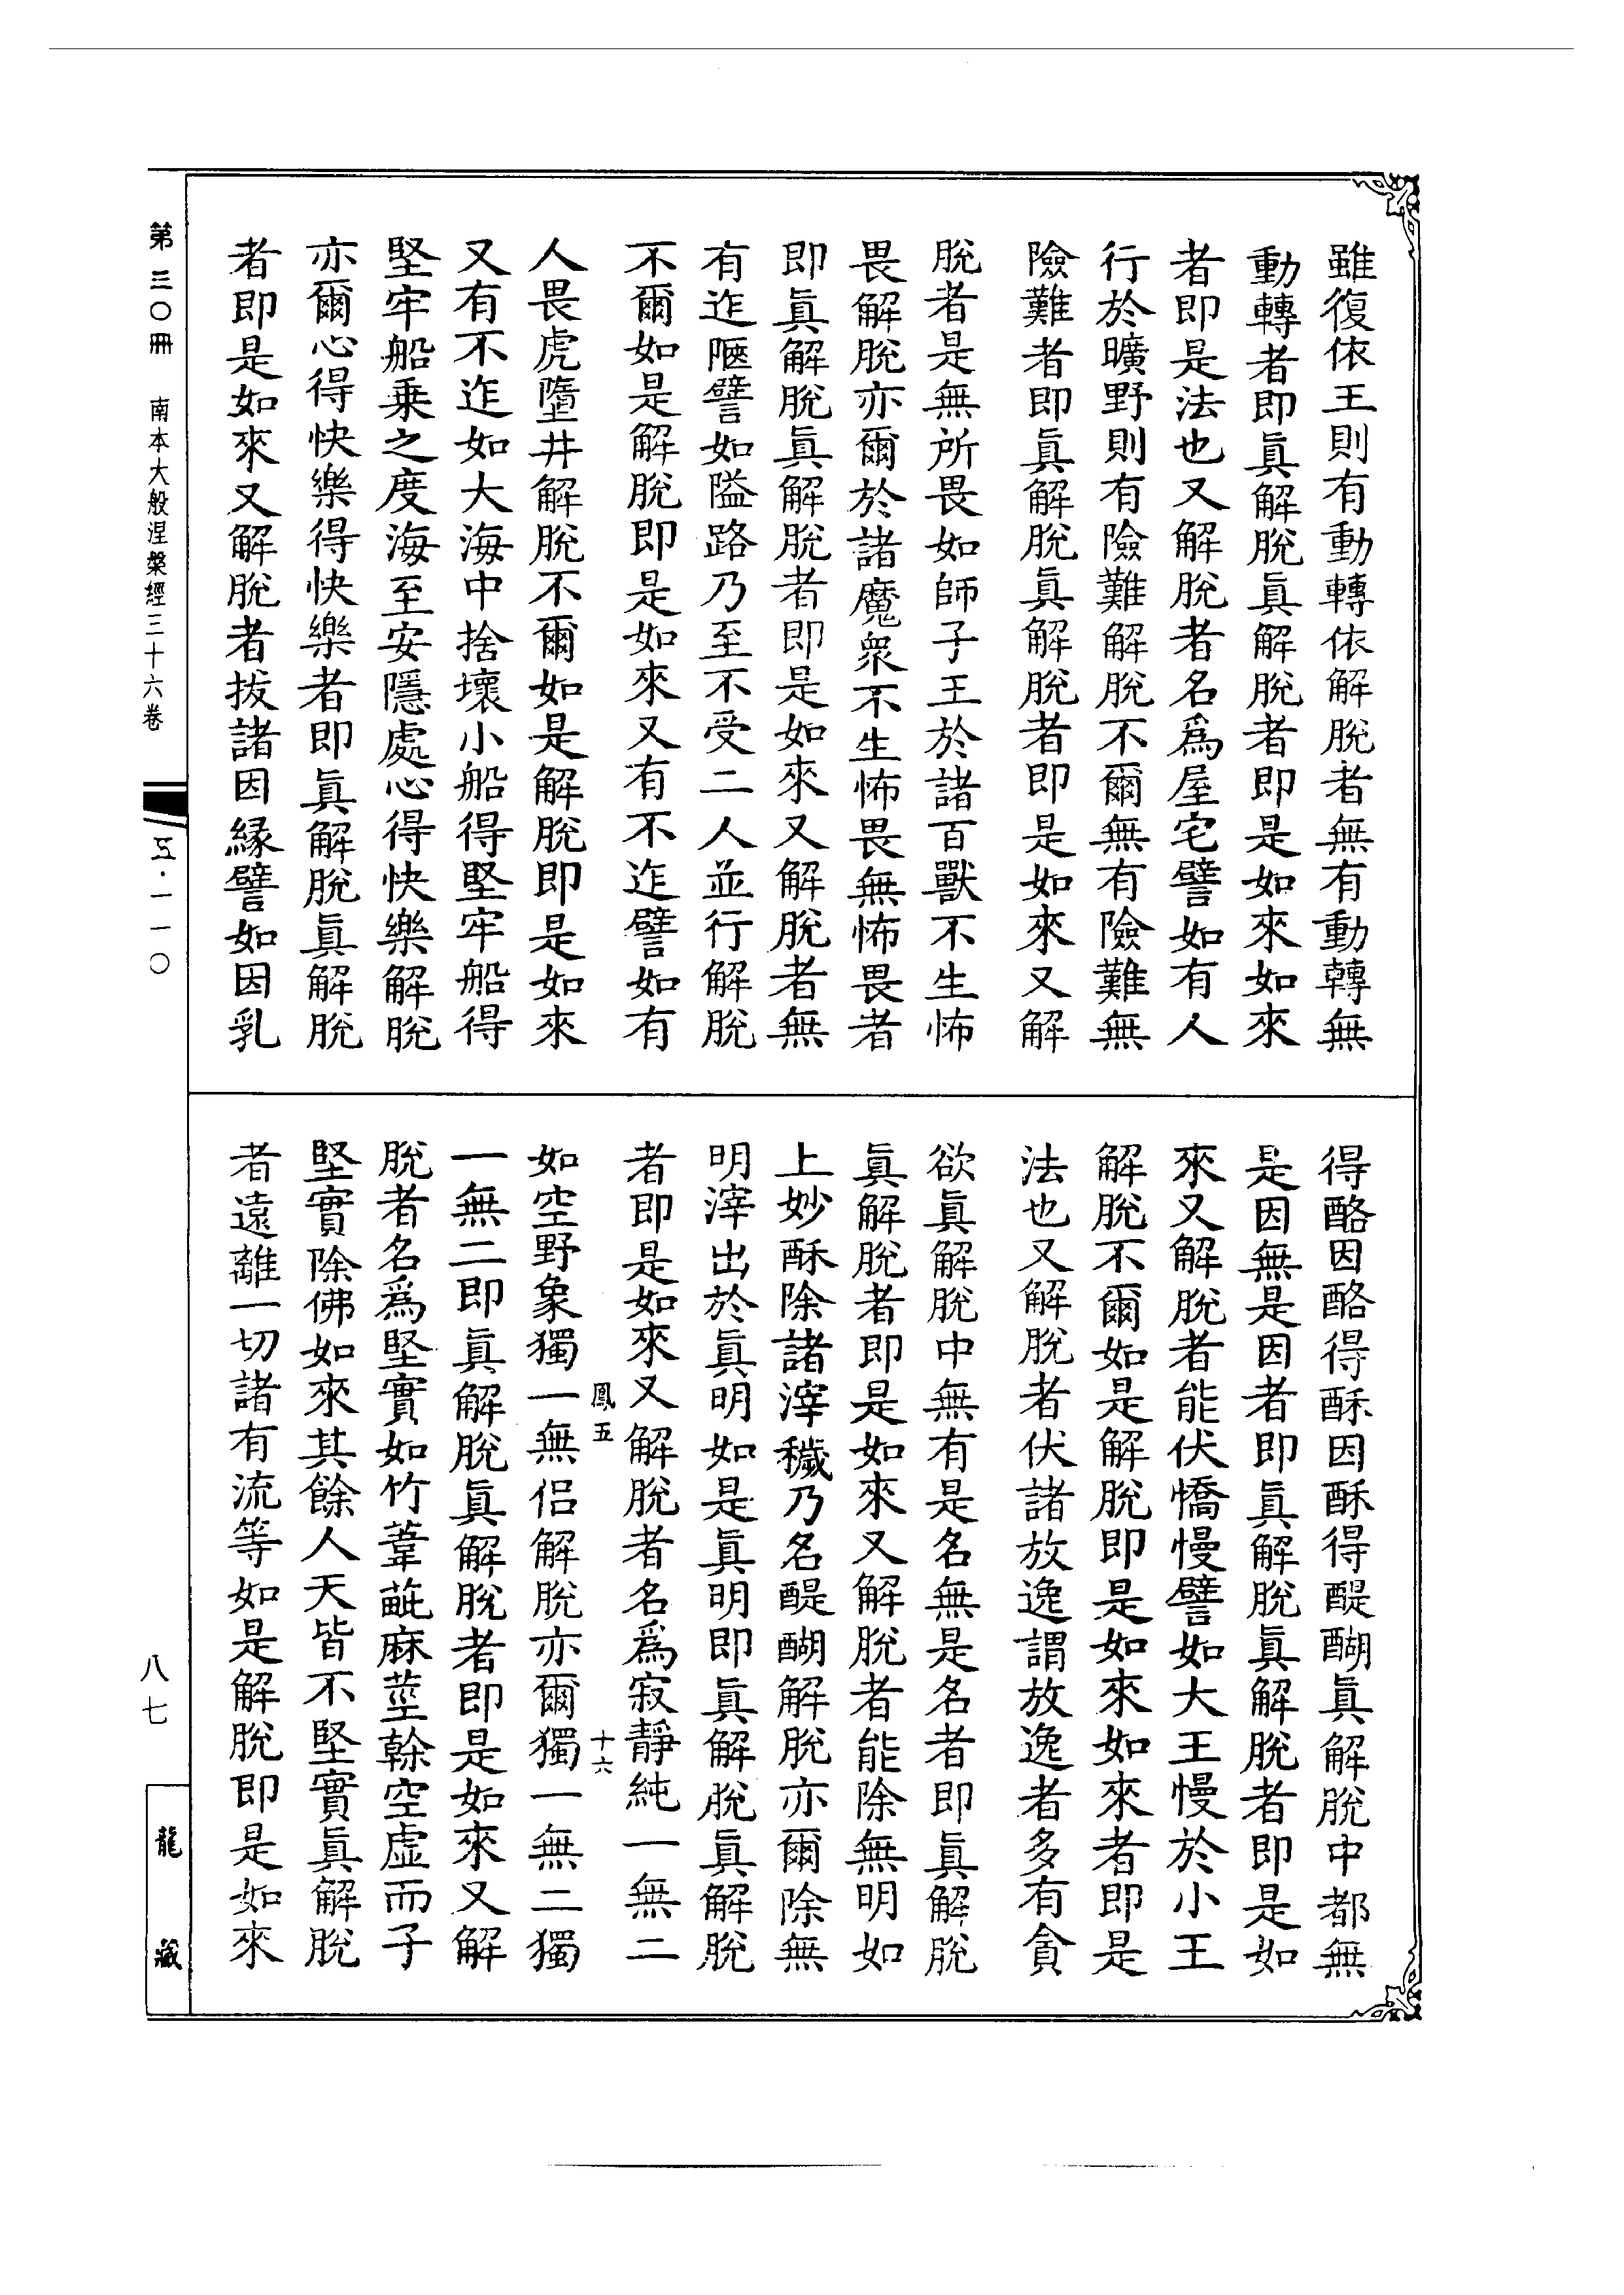 雖復依王則有動轉依解脫者無有動轉無
動轉者即真解脫真解脫者即是如來如來
者即是法也又解脫者名為屋宅譬如有人
行於曠野則有險難解脫不爾無有險難無
險難者即真解脫真解脫者即是如來又解
脫者是無所畏如師子王於諸百獸不生怖
畏解脫亦爾於諸魔眾不生怖畏無怖畏者
即真解脫真解脫者即是如來又解脫者無
有迮陿譬如隘路乃至不受二人並行解脫
不爾如是解脫即是如來又有不迮譬如有
人畏虎墮井解脫不爾如是解脫即是如來
又有不迮如大海中捨壞小船得堅牢船得
堅牢船乘之度海至安隱處心得快樂解脫
亦爾心得快樂得快樂者即真解脫真解脫
者即是如來又解脫者拔諸因緣譬如因乳
得酪因酪得酥因酥得醍醐真解脫中都無
是因無是因者即真解脫真解脫者即是如
來又解脫者能伏憍慢譬如大王慢於小王
解脫不爾如是解脫即是如來如來者即是
法也又解脫者伏諸放逸謂放逸者多有貪
欲真解脫中無有是名無是名者即真解脫
真解脫者即是如來又解脫者能除無明如
上妙酥除諸滓穢乃名醍醐解脫亦爾除無
明滓出於真明如是真明即真解脫真解脫
者即是如來又解脫者名為寂靜純一無二
鳳五 十六
如空野象獨一無侶解脫亦爾獨一無二獨
一無二即真解脫真解脫者即是如來又解
脫者名為堅實如竹葦蓖麻莖榦空虛而子
堅實除佛如來其餘人天皆不堅實真解脫
者遠離一切諸有流等如是解脫即是如來
第三〇冊 南本大般涅槃經三十六卷
五·一一〇
八七
龍藏